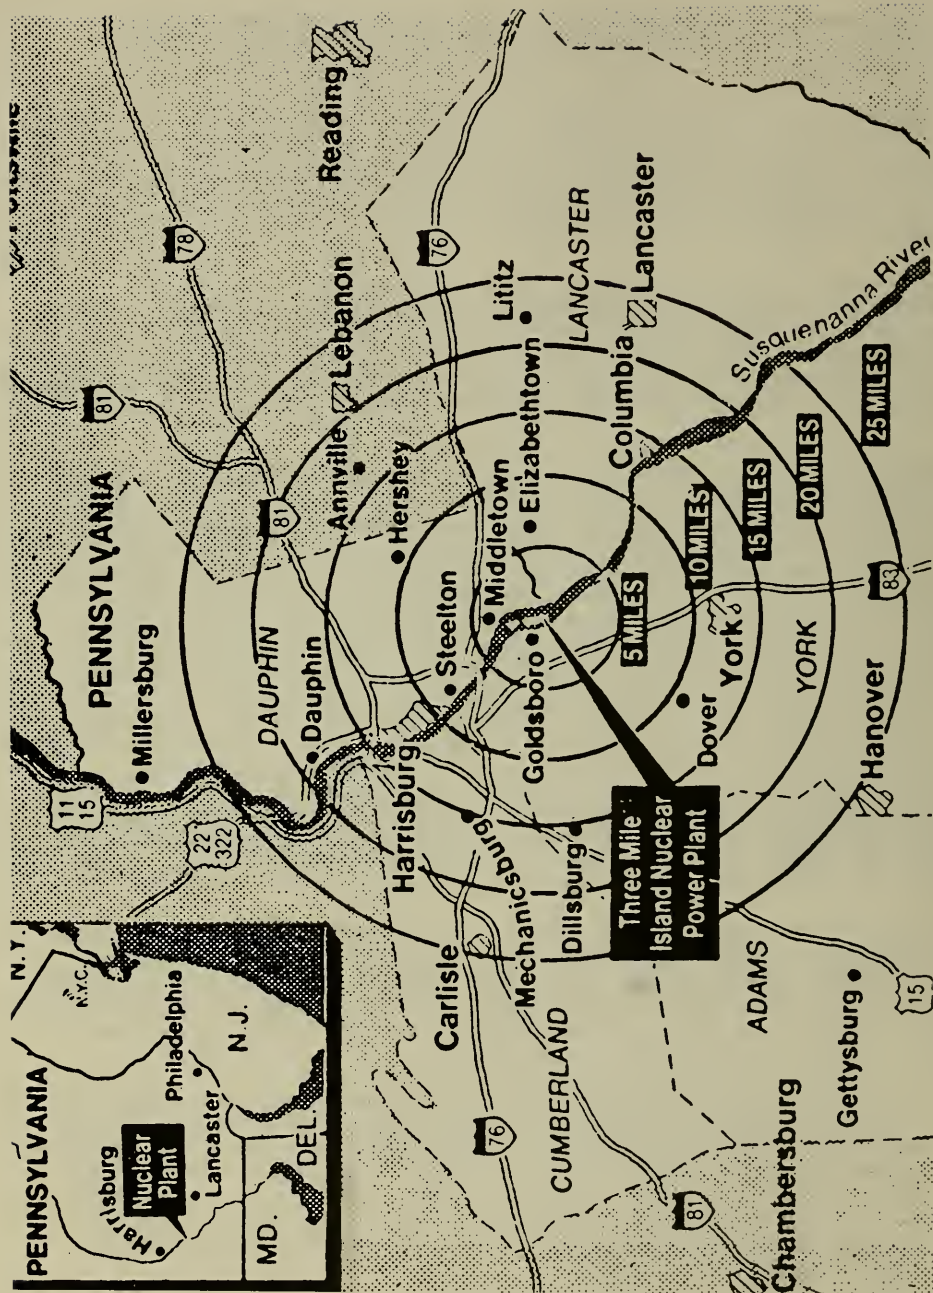 PENNSYLVANIA
N.Y.
N.Y.C.
Harrisburg
Nuclear
Plant
Philadelphia
Lancaster
N.J.
MD.
DEL.
11
15
22
322
Millersburg
PENNSYLVANIA
81
78
Reading
DAUPHIN
Dauphin
81
Annville
Lebanon
Hershey
76
Harrisburg
Steelton
Middletown
Lititz
Carlisle
Mechanicsburg
Goldsboro
Elizabethtown
LANCASTER
76
CUMBERLAND
Dillsburg
Columbia
Lancaster
5 MILES
10 MILES
15 MILES
20 MILES
25 MILES
Susquenanna River
Three Mile
Island Nuclear
Power Plant
Dover
York
YORK
83
Hanover
ADAMS
81
Chambersburg
Gettysburg
15